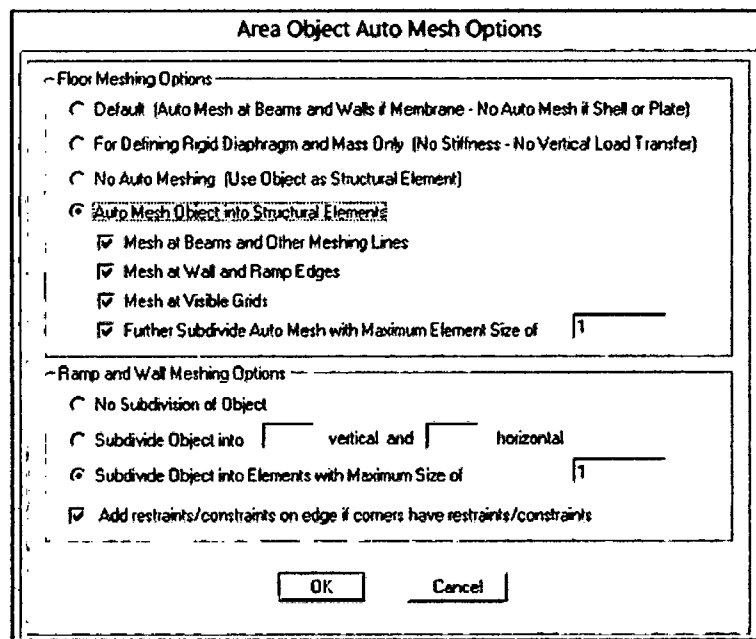 Area Object Auto Mesh Options
Floor Meshing Options
Default (Auto Mesh at Beams and Walls if Membrane - No Auto Mesh if Shell or Plate)
For Defining Rigid Diaphragm and Mass Only (No Stiffness - No Vertical Load Transfer)
No Auto Meshing (Use Object as Structural Element)
Auto Mesh Object into Structural Elements
Mesh at Beams and Other Meshing Lines
Mesh at Wall and Ramp Edges
Mesh at Visible Grids
Further Subdivide Auto Mesh with Maximum Element Size of 1
Ramp and Wall Meshing Options
No Subdivision of Object
Subdivide Object into vertical and horizontal
Subdivide Object into Elements with Maximum Size of 1
Add restraints/constraints on edge if corners have restraints/constraints
OK Cancel